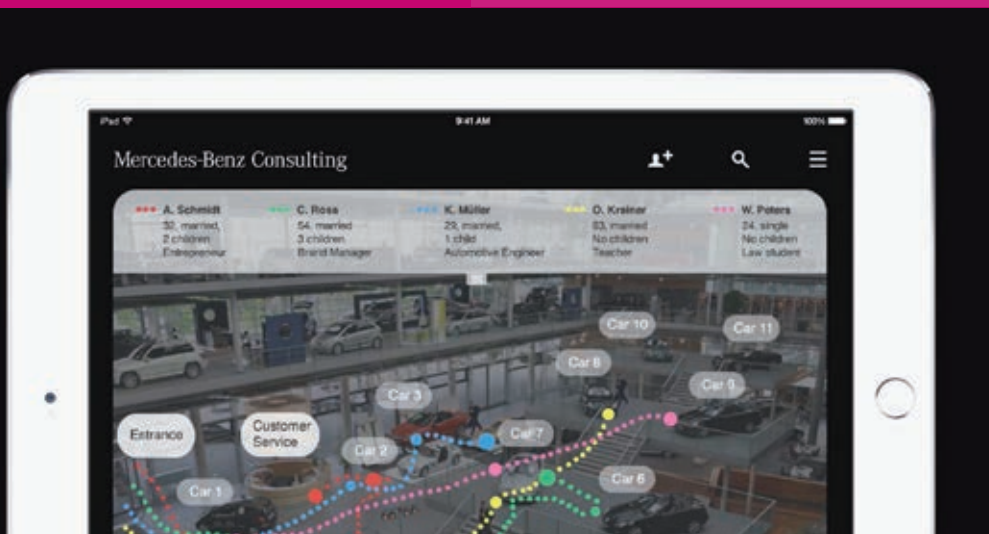 iPad
9:41 AM
100%
Mercedes-Benz Consulting
A. Schmidt
32, married,
2 children
Entrepreneur
C. Ross
54, married
3 children
Brand Manager
K. Müller
29, married,
1 child
Automotive Engineer
O. Kreiner
63, married
No children
Teacher
W. Peters
24, single
No children
Law student
Car 10
Car 11
Car 8
Car 9
Car 3
Entrance
Customer
Service
Car 7
Car 2
Car 6
Car 1